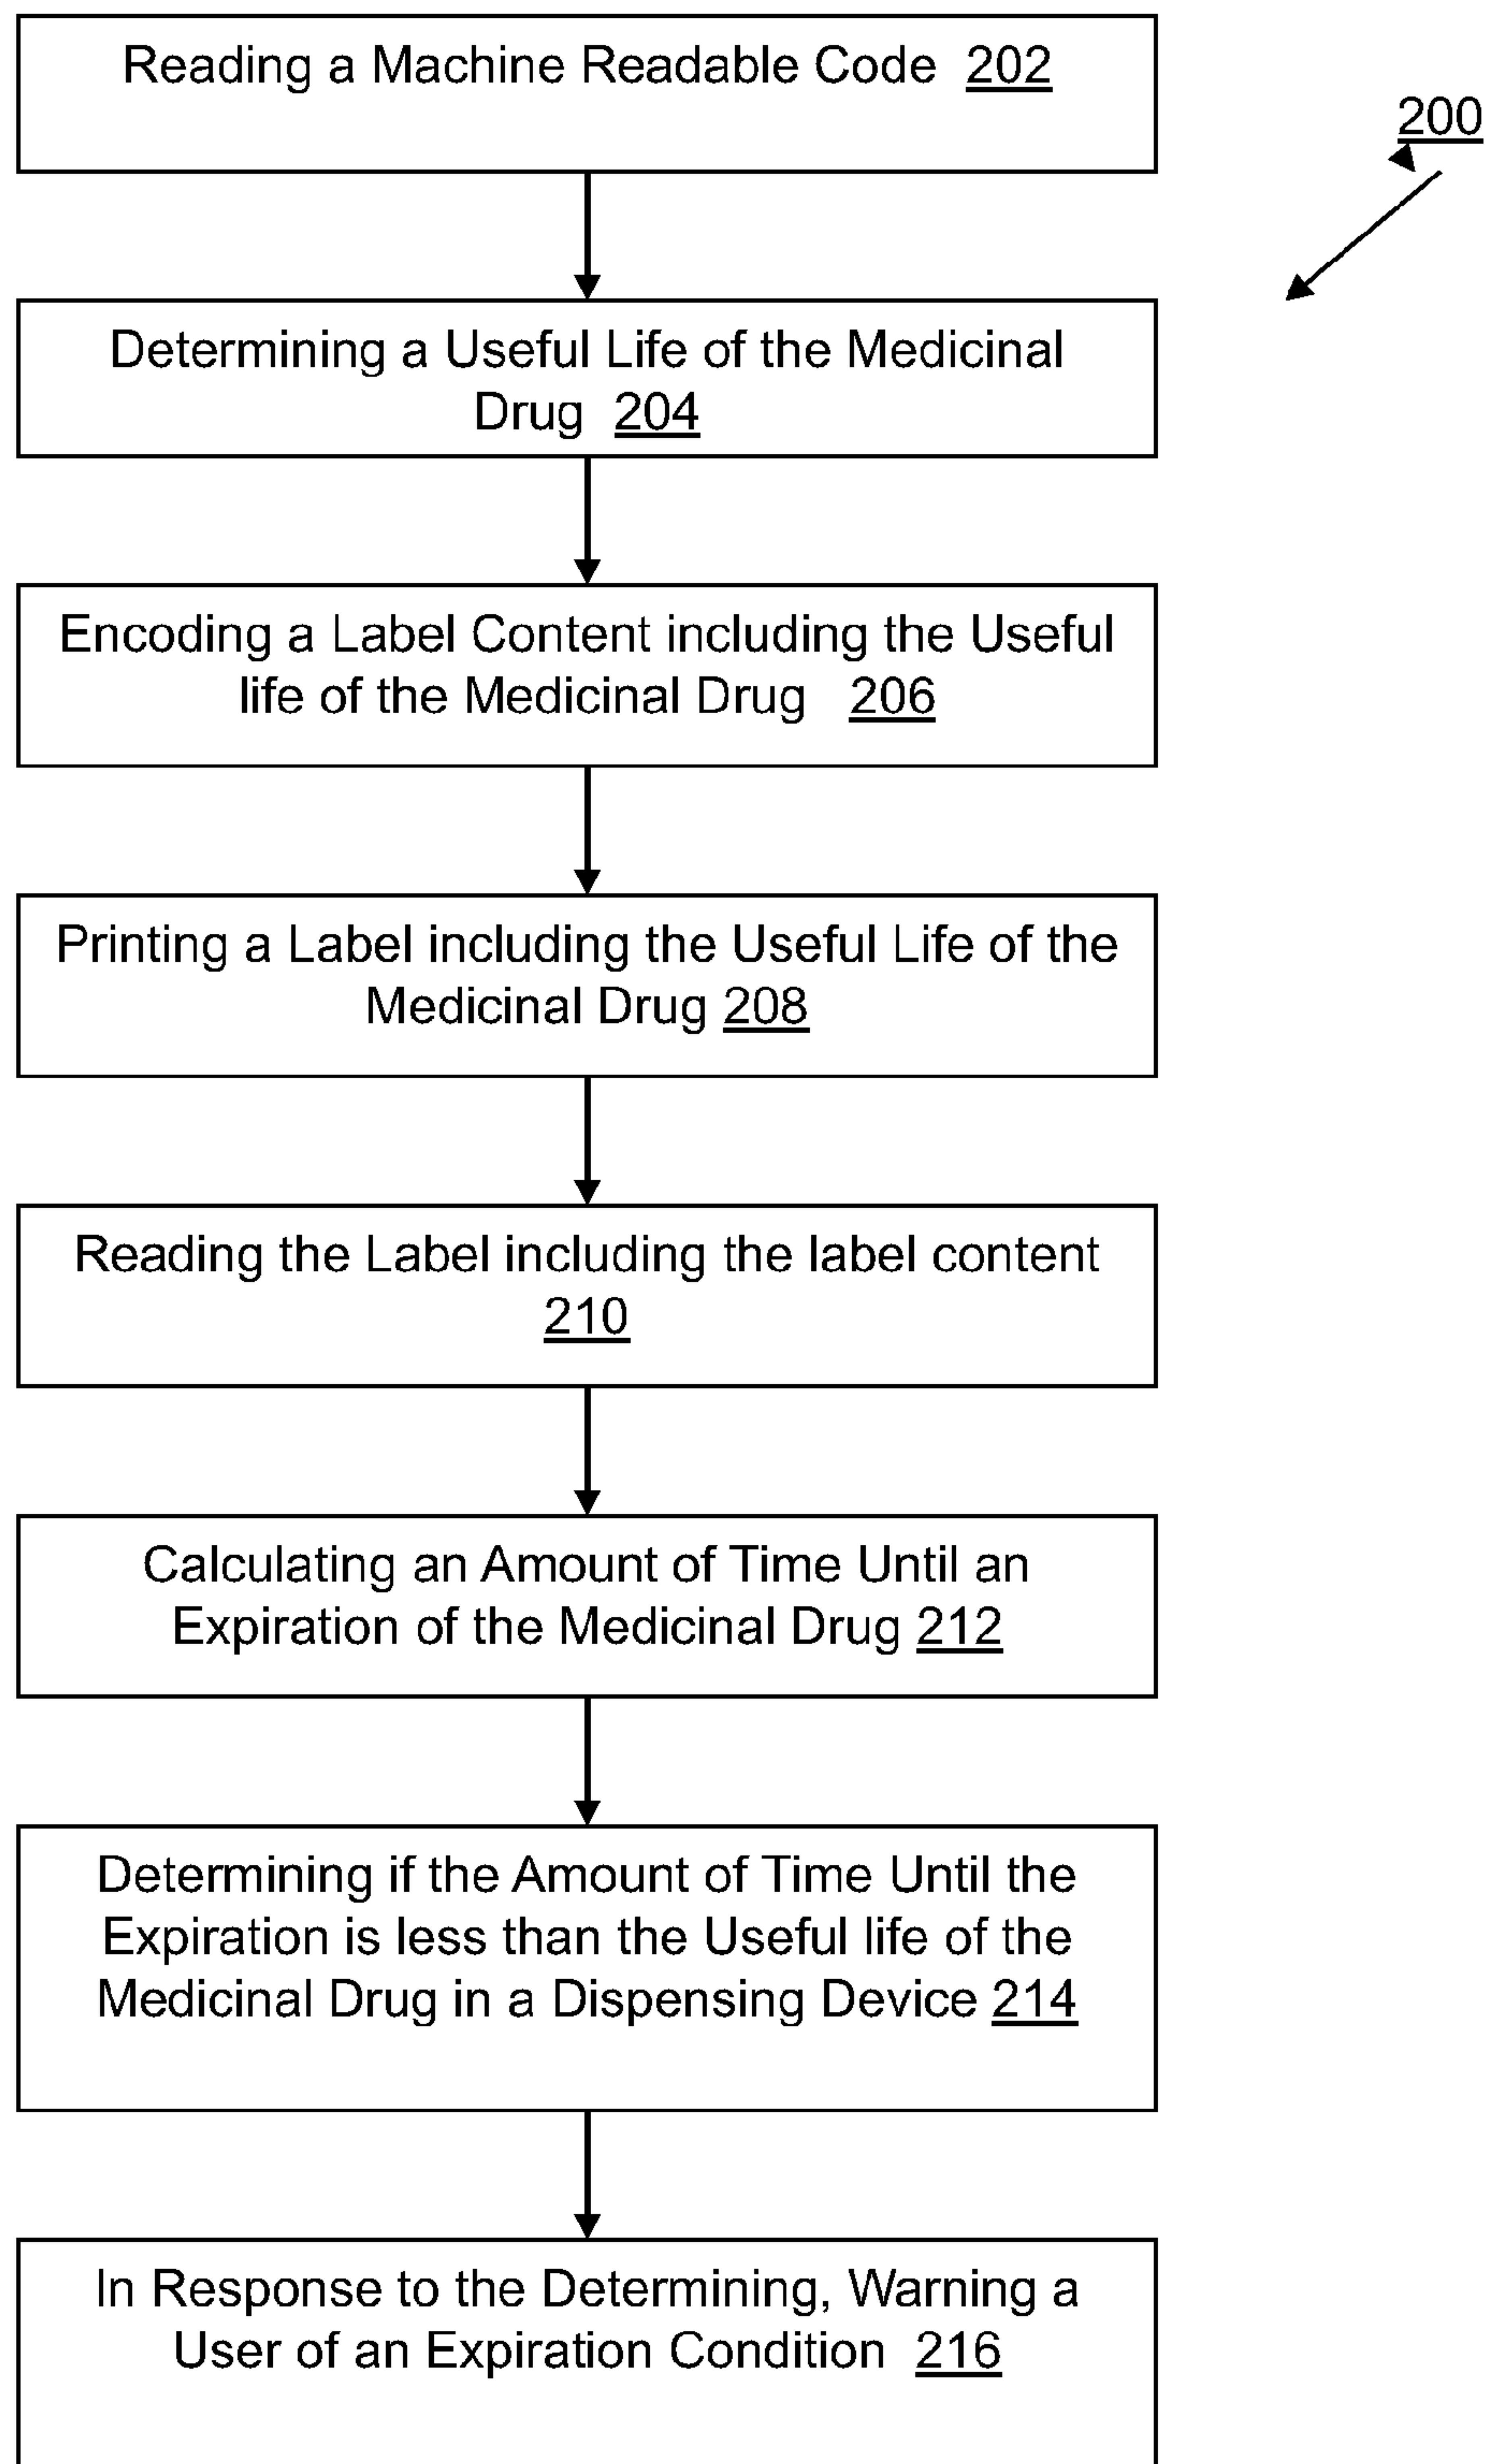 Reading a Machine Readable Code 202
200
Determining a Useful Life of the Medicinal
Drug 204
Encoding a Label Content including the Useful
life of the Medicinal Drug 206
Printing a Label including the Useful Life of the
Medicinal Drug 208
Reading the Label including the label content
210
Calculating an Amount of Time Until an
Expiration of the Medicinal Drug 212
Determining if the Amount of Time Until the
Expiration is less than the Useful life of the
Medicinal Drug in a Dispensing Device 214
In Response to the Determining, Warning a
User of an Expiration Condition 216